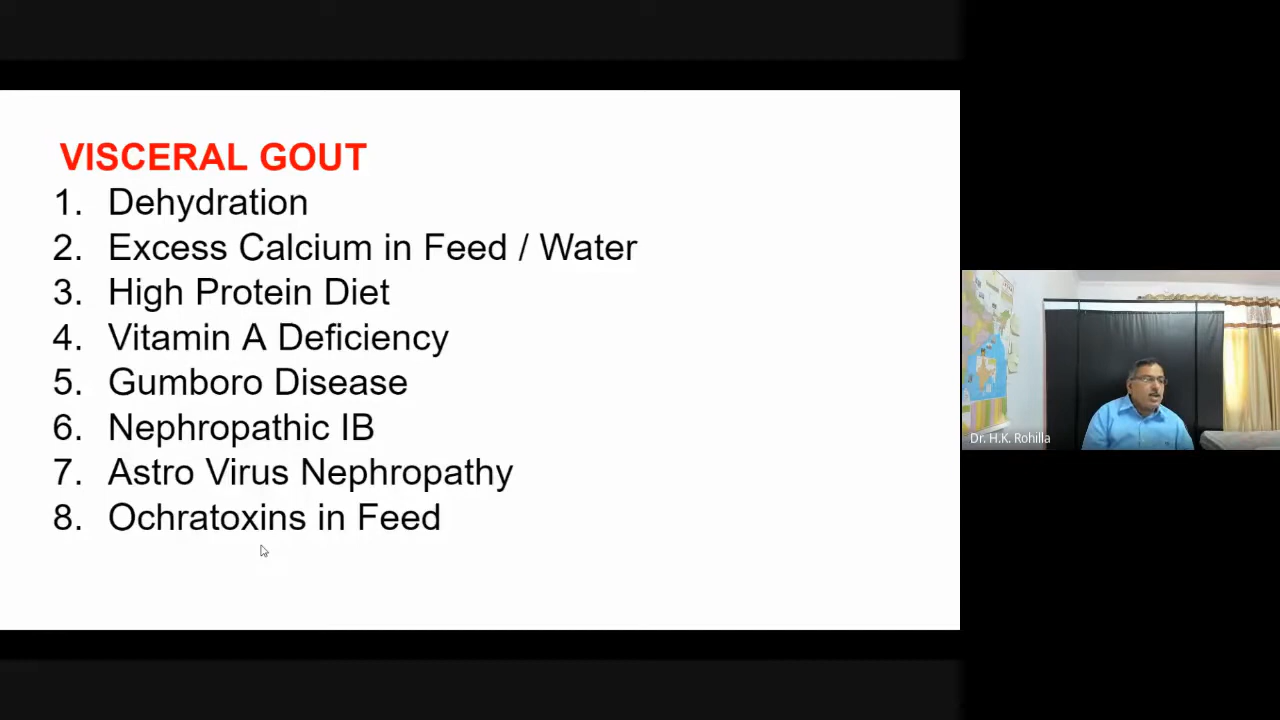 VISCERAL GOUT
1. Dehydration
2. Excess Calcium in Feed / Water
3. High Protein Diet
4. Vitamin A Deficiency
5. Gumboro Disease
6. Nephropathic IB
7. Astro Virus Nephropathy
8. Ochratoxins in Feed
Dr. H.K. Rohilla